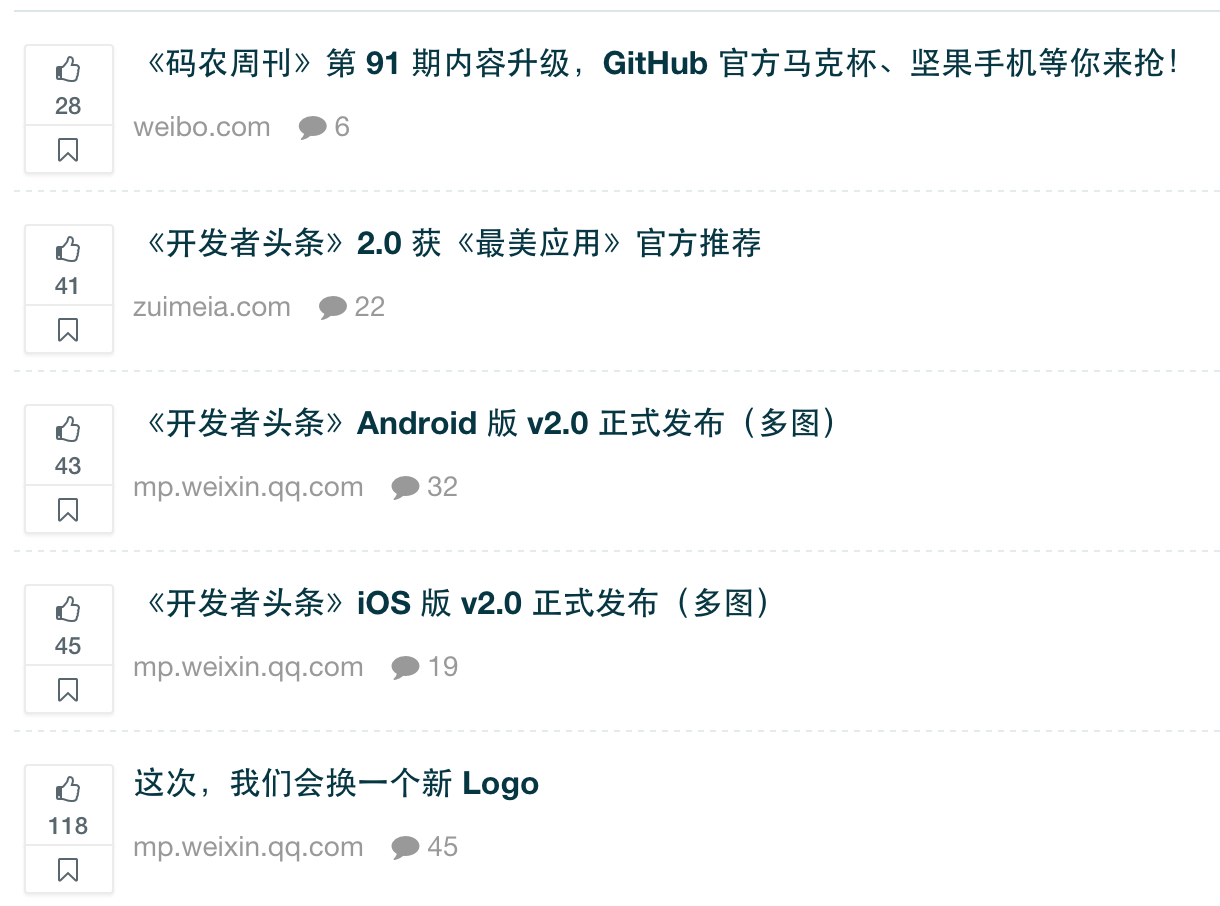 《码农周刊》第 91 期内容升级，GitHub 官方马克杯、坚果手机等你来抢！
28
weibo.com 6
《开发者头条》2.0 获《最美应用》官方推荐
41
zuimeia.com 22
《开发者头条》Android 版 v2.0 正式发布（多图）
43
mp.weixin.qq.com 32
《开发者头条》iOS 版 v2.0 正式发布（多图）
45
mp.weixin.qq.com 19
这次，我们会换一个新 Logo
118
mp.weixin.qq.com 45